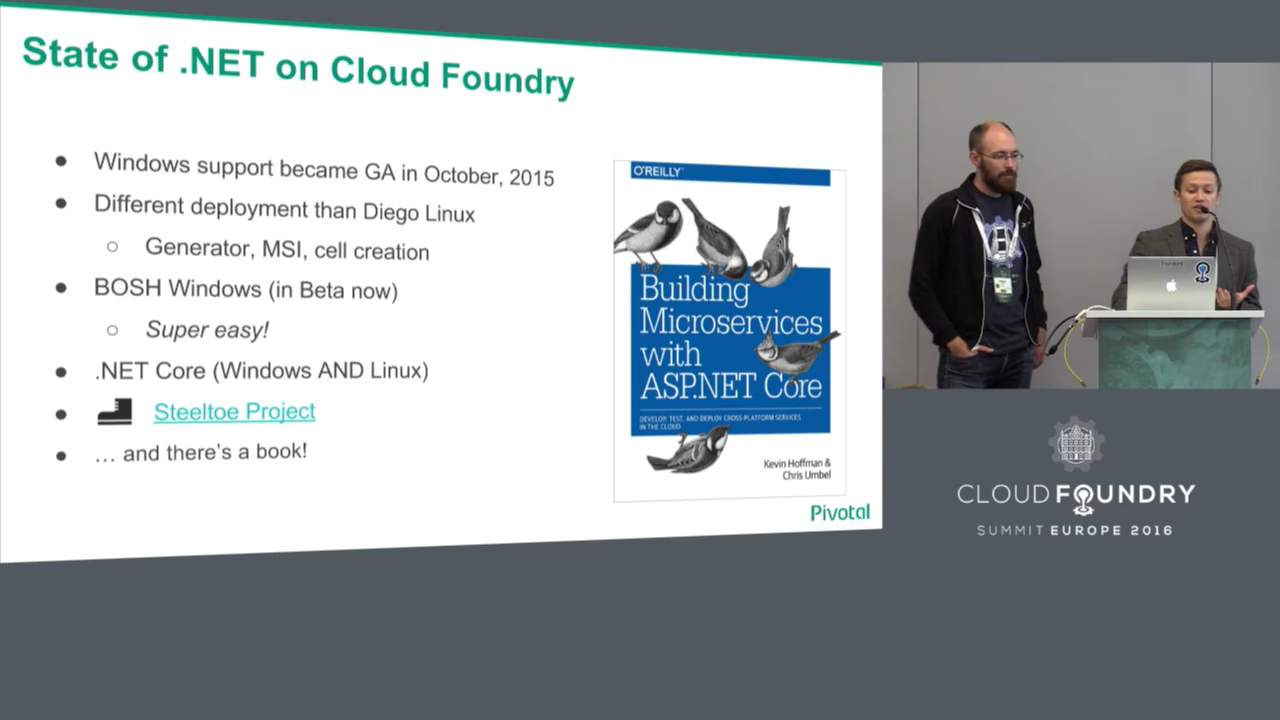 State of .NET on Cloud Foundry
● Windows support became GA in October, 2015
● Different deployment than Diego Linux
○ Generator, MSI, cell creation
● BOSH Windows (in Beta now)
○ Super easy!
● .NET Core (Windows AND Linux)
● Steeltoe Project
● … and there's a book!
O'REILLY
Building
Microservices
with
ASP.NET Core
DEVELOP, TEST, AND DEPLOY CROSS-PLATFORM SERVICES
IN THE CLOUD
Kevin Hoffman &
Chris Umbel
Pivotal
CLOUD FOUNDRY
SUMMIT EUROPE 2016